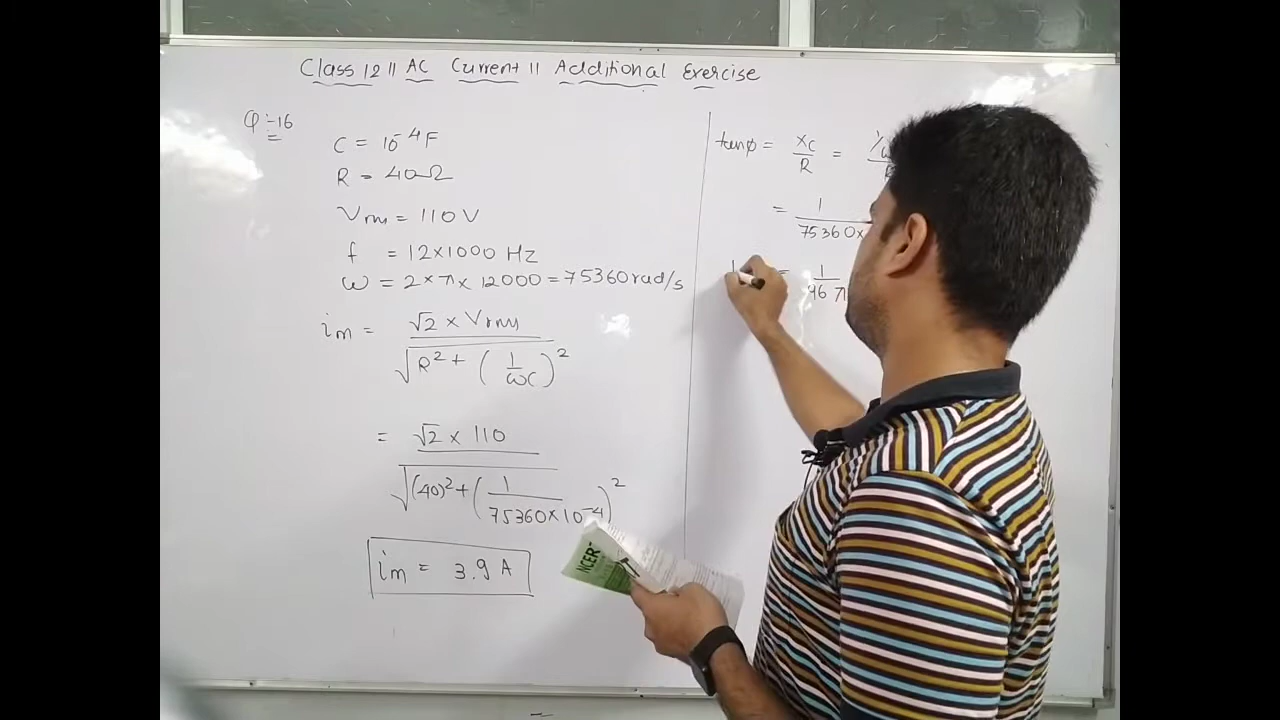 Class 12 || AC Current || Additional Exercise
Q:-16
C = 10⁻⁴ F
R = 40Ω
Vrms = 110 V
f = 12×1000 Hz
ω = 2×π×12000 = 75360 rad/s
im = √2 × Vrms / √R² + (1/ωC)²
= √2 × 110 / √(40)² + (1/75360×10⁻⁴)²
im = 3.9 A
tanφ = XC/R =
= 1/75360×
= 1/96π
NCERT